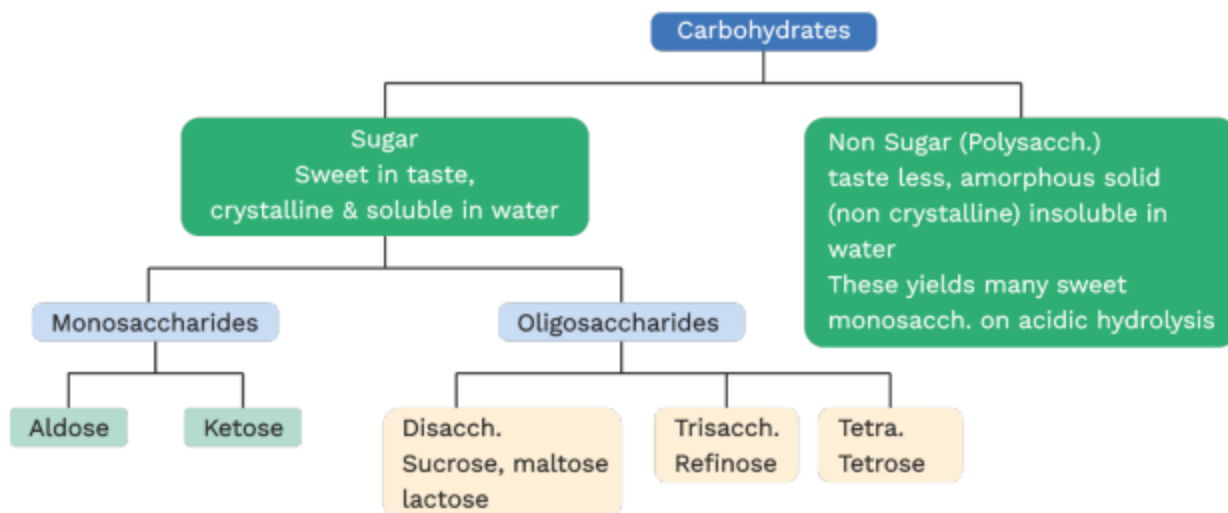 Carbohydrates
Sugar
Sweet in taste,
crystalline & soluble in water
Non Sugar (Polysacch.)
taste less, amorphous solid
(non crystalline) insoluble in
water
These yields many sweet
monosacch. on acidic hydrolysis
Monosaccharides
Oligosaccharides
Aldose
Ketose
Disacch.
Sucrose, maltose
lactose
Trisacch.
Refinose
Tetra.
Tetrose